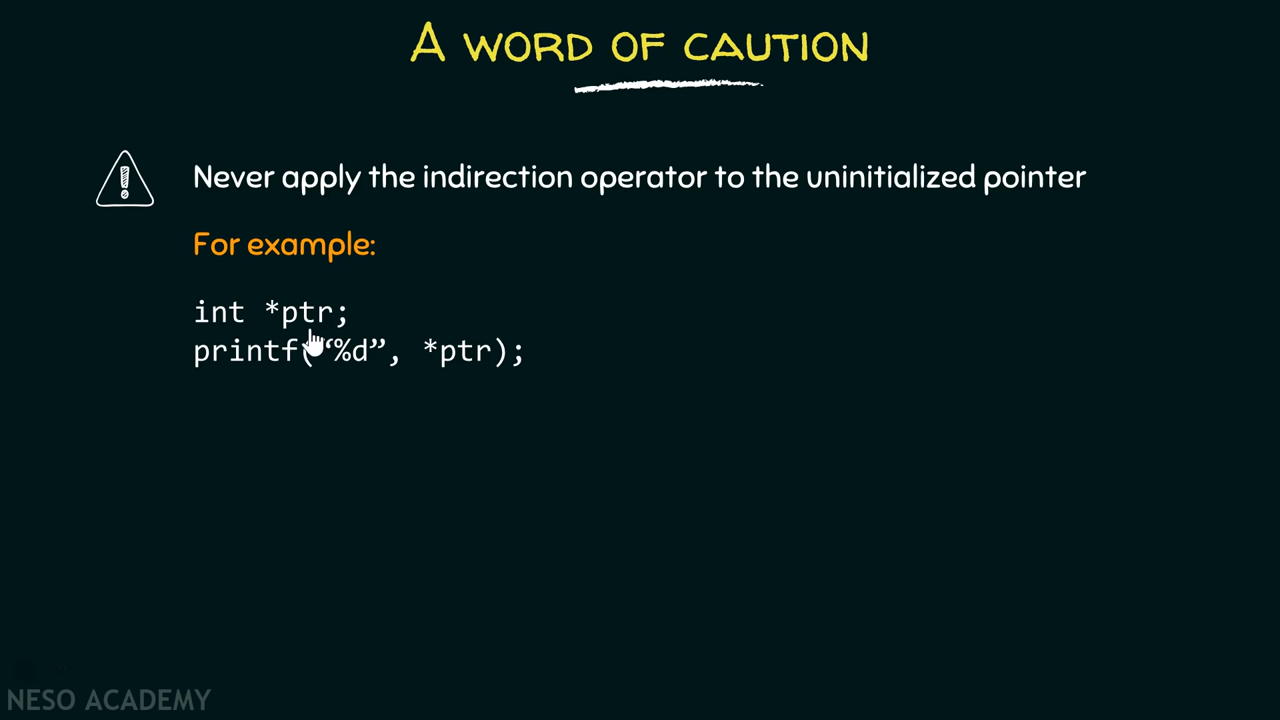 A WORD OF CAUTION
Never apply the indirection operator to the uninitialized pointer
For example:
int *ptr;
printf(“%d”, *ptr);
NESO ACADEMY